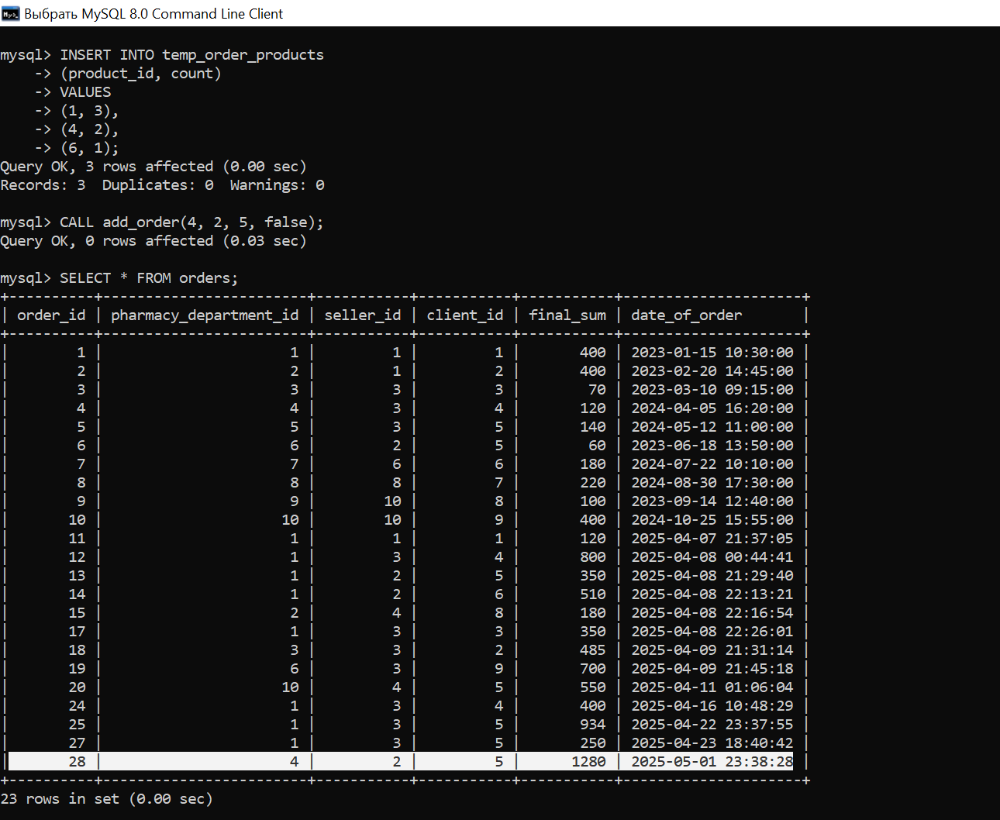 Выбрать MySQL 8.0 Command Line Client
mysql> INSERT INTO temp_order_products
    -> (product_id, count)
    -> VALUES
    -> (1, 3),
    -> (4, 2),
    -> (6, 1);
Query OK, 3 rows affected (0.00 sec)
Records: 3  Duplicates: 0  Warnings: 0
mysql> CALL add_order(4, 2, 5, false);
Query OK, 0 rows affected (0.03 sec)
mysql> SELECT * FROM orders;
+----------+------------------------+-----------+-----------+-----------+---------------------+
| order_id | pharmacy_department_id | seller_id | client_id | final_sum | date_of_order       |
+----------+------------------------+-----------+-----------+-----------+---------------------+
|        1 |                      1 |         1 |         1 |       400 | 2023-01-15 10:30:00 |
|        2 |                      2 |         1 |         2 |       400 | 2023-02-20 14:45:00 |
|        3 |                      3 |         3 |         3 |        70 | 2023-03-10 09:15:00 |
|        4 |                      4 |         3 |         4 |       120 | 2024-04-05 16:20:00 |
|        5 |                      5 |         3 |         5 |       140 | 2024-05-12 11:00:00 |
|        6 |                      6 |         2 |         5 |        60 | 2023-06-18 13:50:00 |
|        7 |                      7 |         6 |         6 |       180 | 2024-07-22 10:10:00 |
|        8 |                      8 |         8 |         7 |       220 | 2024-08-30 17:30:00 |
|        9 |                      9 |        10 |         8 |       100 | 2023-09-14 12:40:00 |
|       10 |                     10 |        10 |         9 |       400 | 2024-10-25 15:55:00 |
|       11 |                      1 |         1 |         1 |       120 | 2025-04-07 21:37:05 |
|       12 |                      1 |         3 |         4 |       800 | 2025-04-08 00:44:41 |
|       13 |                      1 |         2 |         5 |       350 | 2025-04-08 21:29:40 |
|       14 |                      1 |         2 |         6 |       510 | 2025-04-08 22:13:21 |
|       15 |                      2 |         4 |         8 |       180 | 2025-04-08 22:16:54 |
|       17 |                      1 |         3 |         3 |       350 | 2025-04-08 22:26:01 |
|       18 |                      3 |         3 |         2 |       485 | 2025-04-09 21:31:14 |
|       19 |                      6 |         3 |         9 |       700 | 2025-04-09 21:45:18 |
|       20 |                     10 |         4 |         5 |       550 | 2025-04-11 01:06:04 |
|       24 |                      1 |         3 |         4 |       400 | 2025-04-16 10:48:29 |
|       25 |                      1 |         3 |         5 |       934 | 2025-04-22 23:37:55 |
|       27 |                      1 |         3 |         5 |       250 | 2025-04-23 18:40:42 |
|       28 |                      4 |         2 |         5 |      1280 | 2025-05-01 23:38:28 |
+----------+------------------------+-----------+-----------+-----------+---------------------+
23 rows in set (0.00 sec)